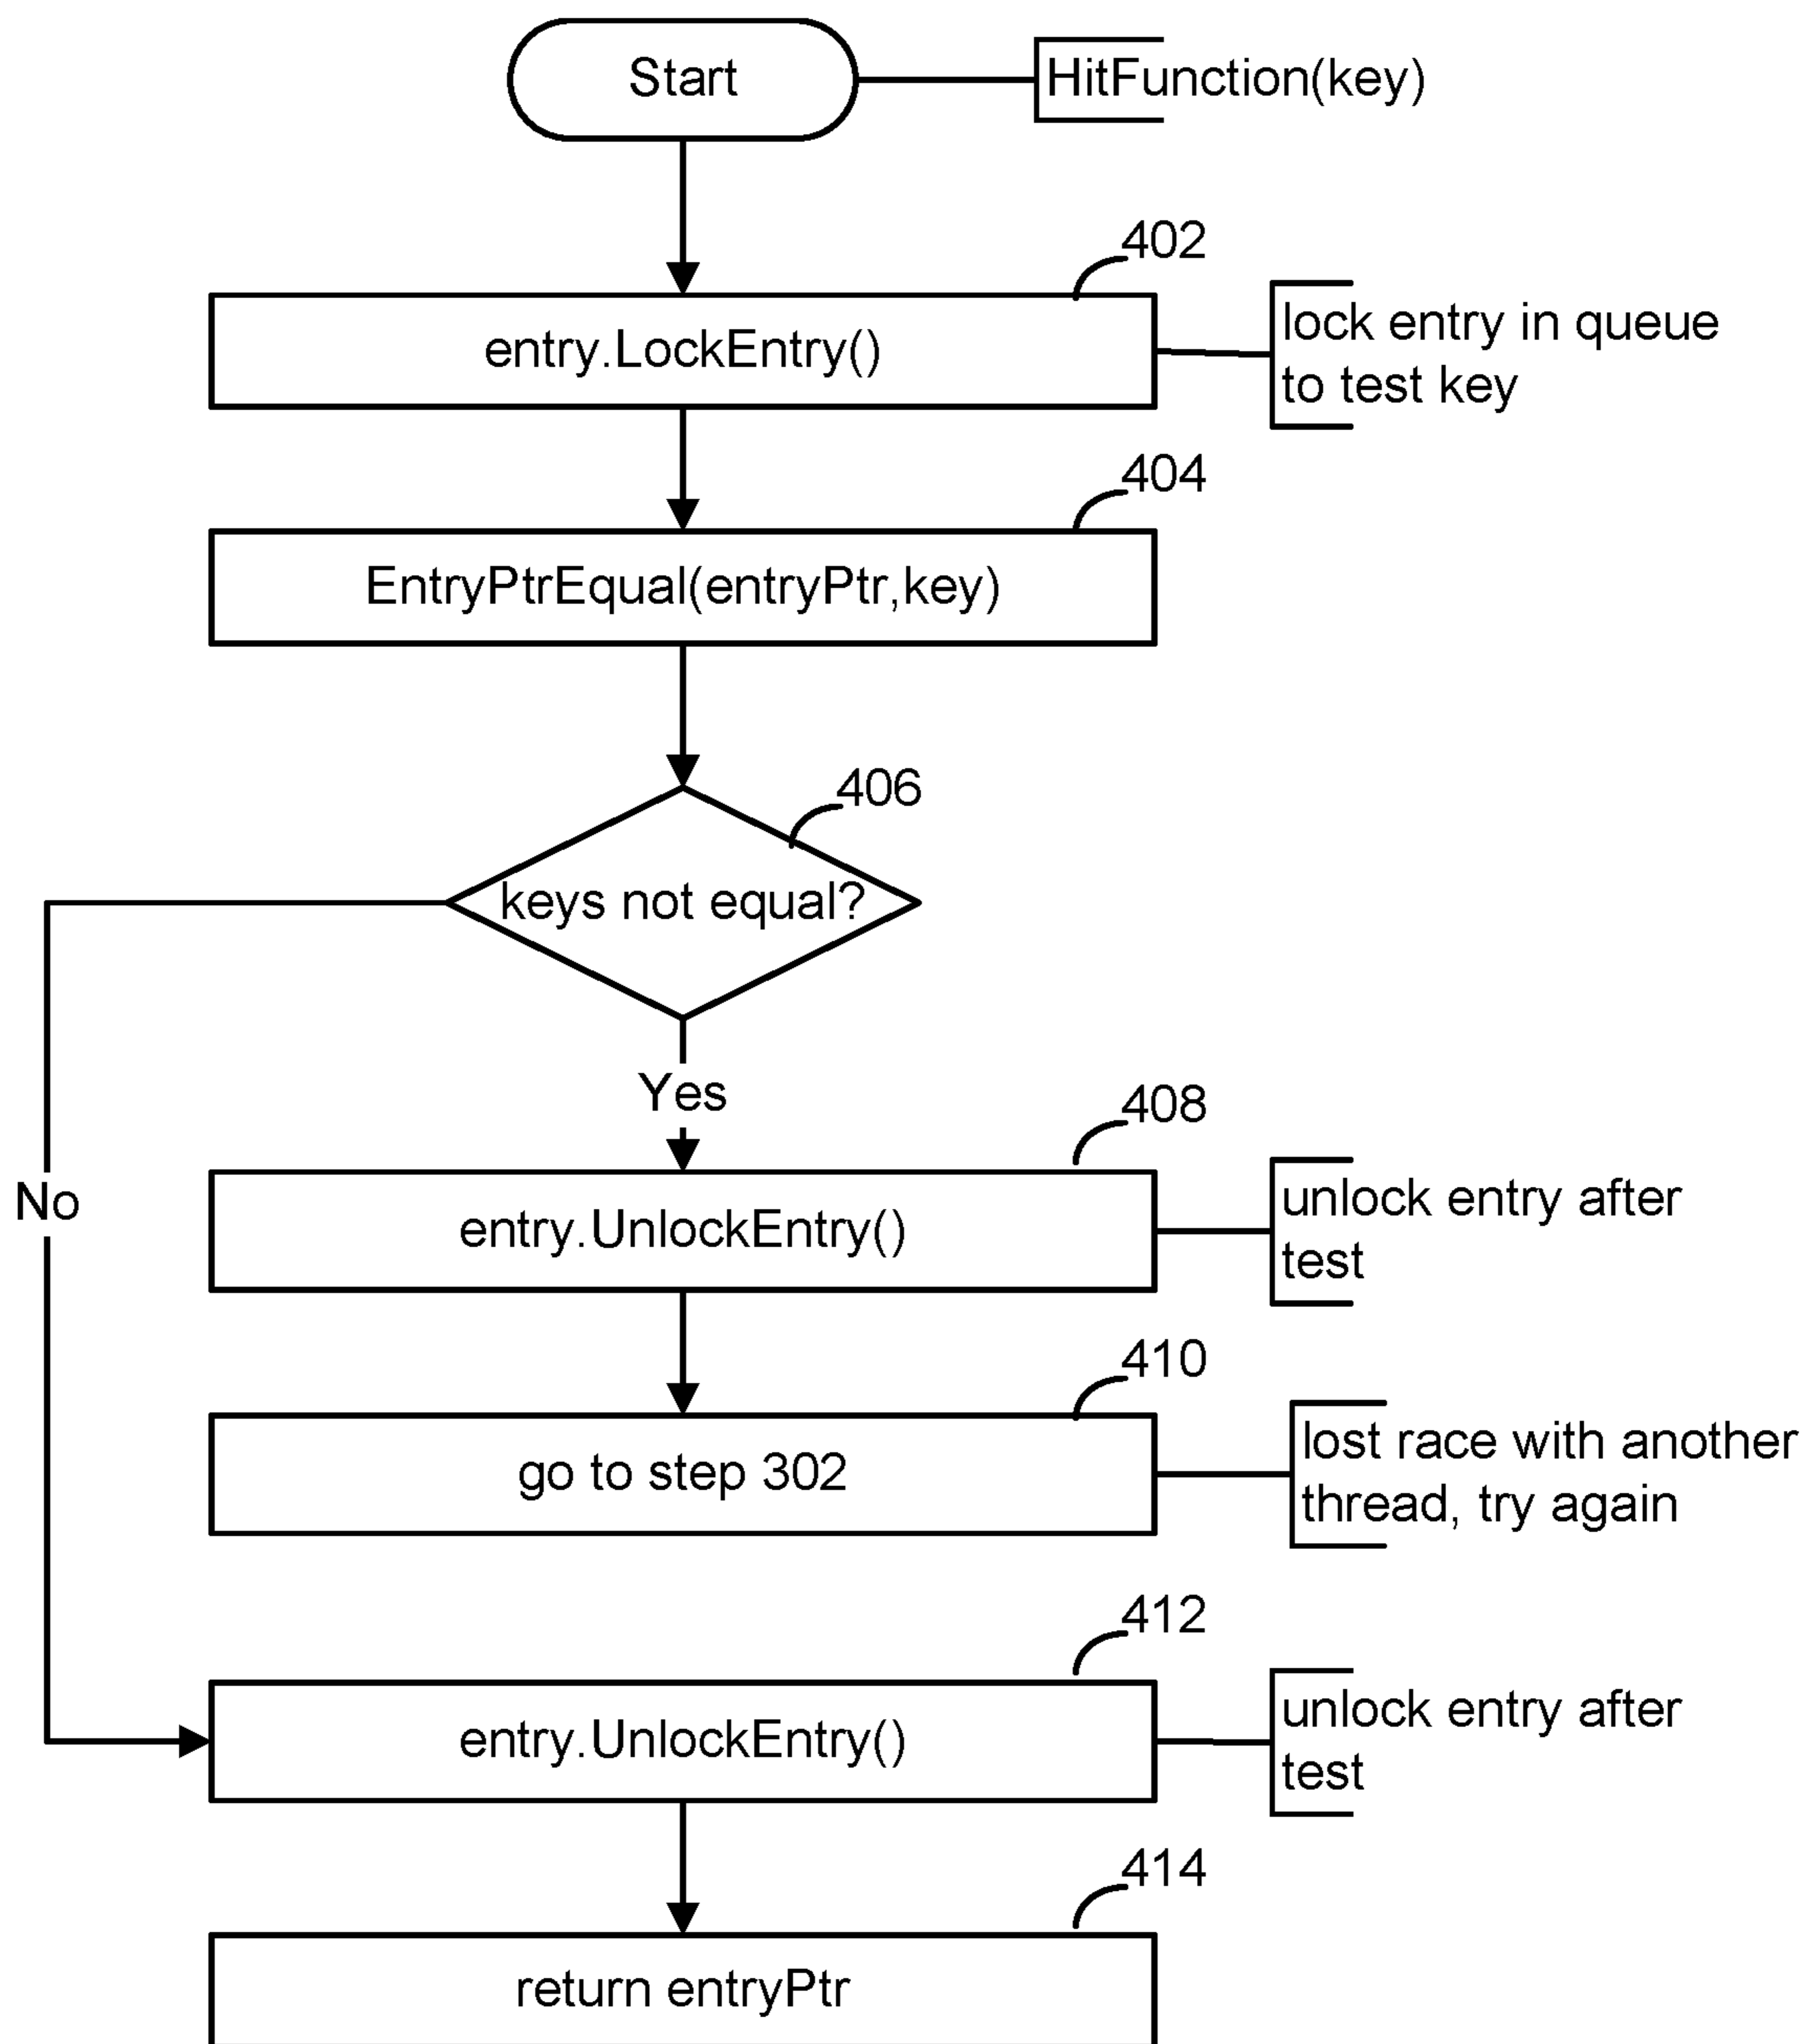 Start
HitFunction(key)
402
entry.LockEntry()
lock entry in queue
to test key
404
EntryPtrEqual(entryPtr,key)
406
keys not equal?
Yes
No
408
entry.UnlockEntry()
unlock entry after
test
410
go to step 302
lost race with another
thread, try again
412
entry.UnlockEntry()
unlock entry after
test
414
return entryPtr